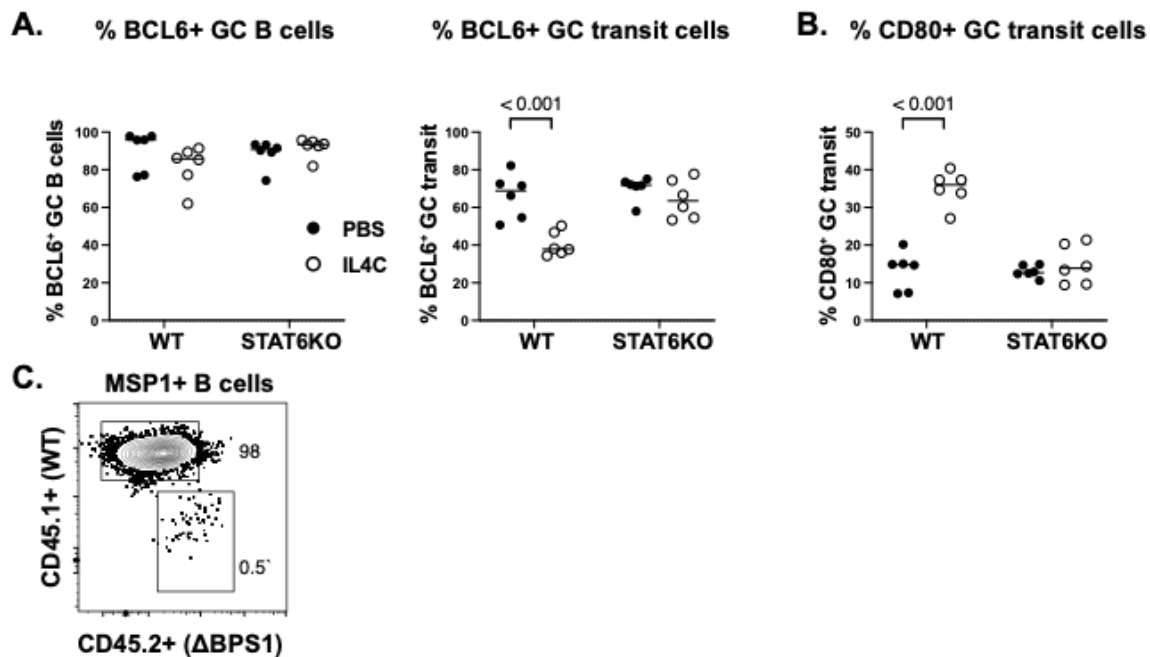 A. % BCL6+ GC B cells % BCL6+ GC transit cells B. % CD80+ GC transit cells
< 0.001 < 0.001
% BCL6⁺ GC B cells
100
80
60
40
20
0
PBS
IL4C
WT STAT6KO
% BCL6⁺ GC transit
100
80
60
40
20
0
WT STAT6KO
% CD80⁺ GC transit
50
40
30
20
10
0
WT STAT6KO
C. MSP1+ B cells
CD45.1+ (WT)
98
0.5`
CD45.2+ (ΔBPS1)